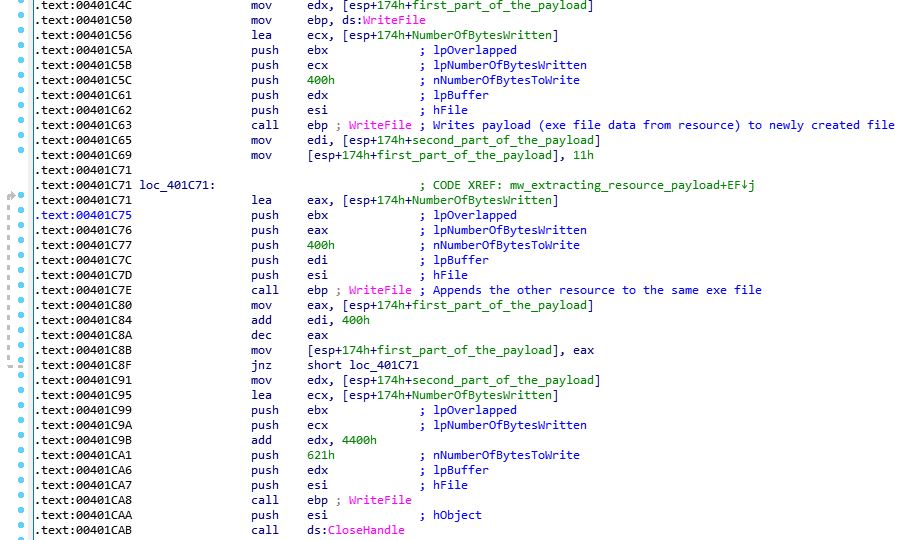 .text:00401C4C mov edx, [esp+174h+first_part_of_the_payload]
.text:00401C50 mov ebp, ds:WriteFile
.text:00401C56 lea ecx, [esp+174h+NumberOfBytesWritten]
.text:00401C5A push ebx ; lpOverlapped
.text:00401C5B push ecx ; lpNumberOfBytesWritten
.text:00401C5C push 400h ; nNumberOfBytesToWrite
.text:00401C61 push edx ; lpBuffer
.text:00401C62 push esi ; hFile
.text:00401C63 call ebp ; WriteFile ; Writes payload (exe file data from resource) to newly created file
.text:00401C65 mov edi, [esp+174h+second_part_of_the_payload]
.text:00401C69 mov [esp+174h+first_part_of_the_payload], 11h
.text:00401C71
.text:00401C71 loc_401C71: ; CODE XREF: mw_extracting_resource_payload+EF↓j
.text:00401C71 lea eax, [esp+174h+NumberOfBytesWritten]
.text:00401C75 push ebx ; lpOverlapped
.text:00401C76 push eax ; lpNumberOfBytesWritten
.text:00401C77 push 400h ; nNumberOfBytesToWrite
.text:00401C7C push edi ; lpBuffer
.text:00401C7D push esi ; hFile
.text:00401C7E call ebp ; WriteFile ; Appends the other resource to the same exe file
.text:00401C80 mov eax, [esp+174h+first_part_of_the_payload]
.text:00401C84 add edi, 400h
.text:00401C8A dec eax
.text:00401C8B mov [esp+174h+first_part_of_the_payload], eax
.text:00401C8F jnz short loc_401C71
.text:00401C91 mov edx, [esp+174h+second_part_of_the_payload]
.text:00401C95 lea ecx, [esp+174h+NumberOfBytesWritten]
.text:00401C99 push ebx ; lpOverlapped
.text:00401C9A push ecx ; lpNumberOfBytesWritten
.text:00401C9B add edx, 4400h
.text:00401CA1 push 621h ; nNumberOfBytesToWrite
.text:00401CA6 push edx ; lpBuffer
.text:00401CA7 push esi ; hFile
.text:00401CA8 call ebp ; WriteFile
.text:00401CAA push esi ; hObject
.text:00401CAB call ds:CloseHandle